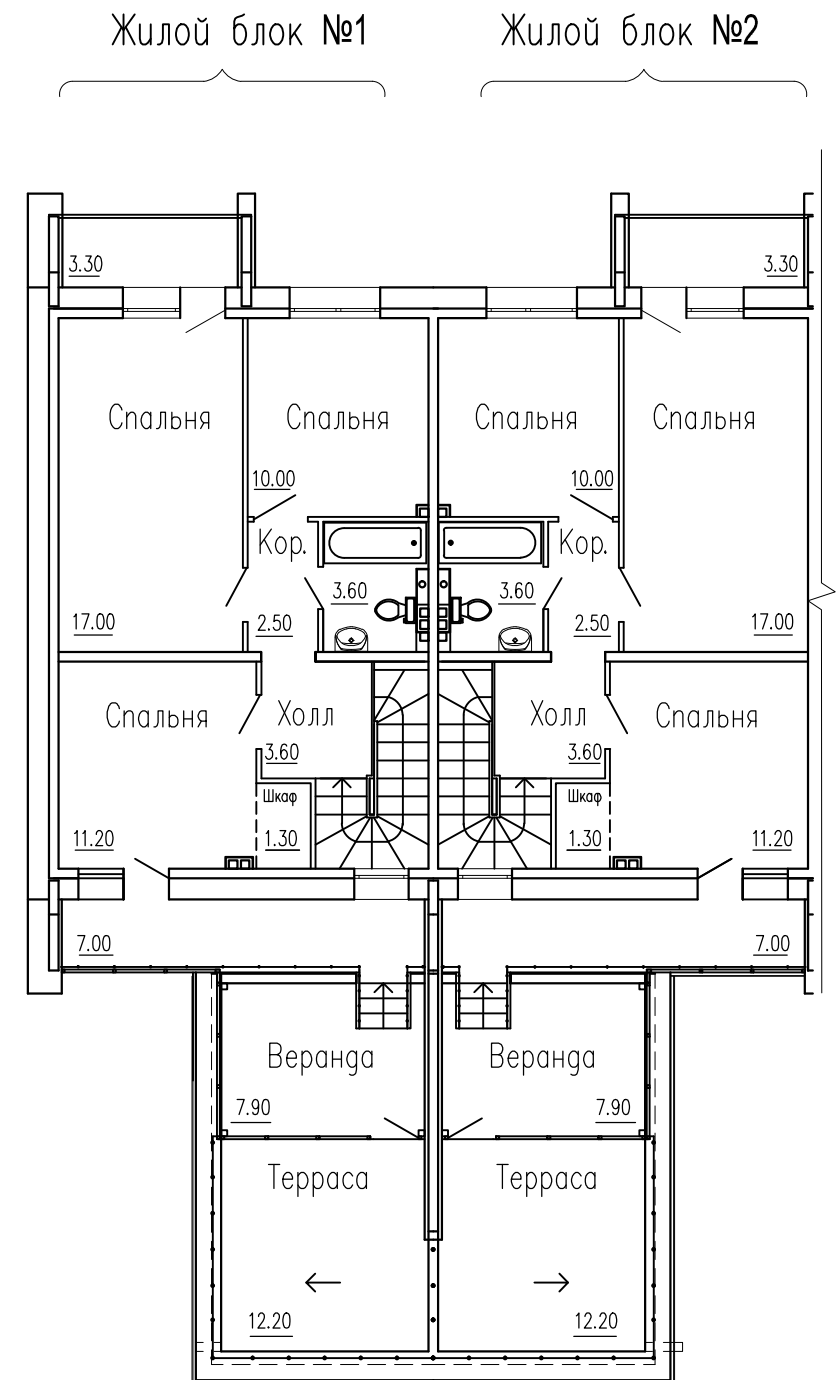 Жилой блок №1 Жилой блок №2
3.30 3.30
Спальня Спальня Спальня Спальня
10.00 10.00
Кор. Кор.
3.60 3.60
17.00 2.50 2.50 17.00
Спальня Холл Холл Спальня
3.60 3.60
Шкаф Шкаф
11.20 1.30 1.30 11.20
7.00 7.00
Веранда Веранда
7.90 7.90
Терраса Терраса
12.20 12.20